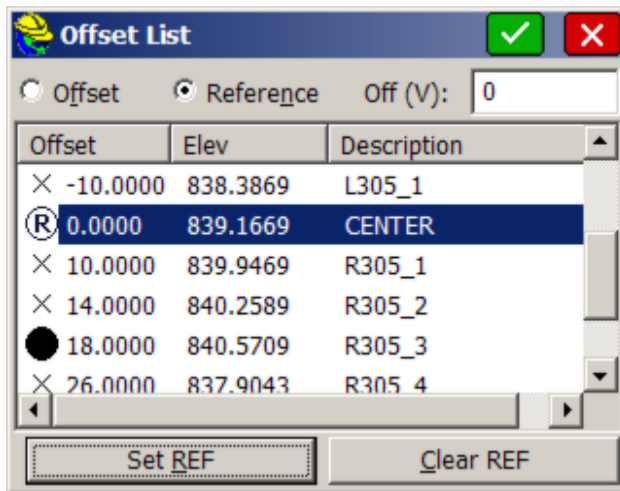 Offset List
Offset Reference Off (V): 0
Offset Elev Description
-10.0000 838.3869 L305_1
R 0.0000 839.1669 CENTER
10.0000 839.9469 R305_1
14.0000 840.2589 R305_2
18.0000 840.5709 R305_3
26.0000 837.9043 R305_4
Set REF Clear REF